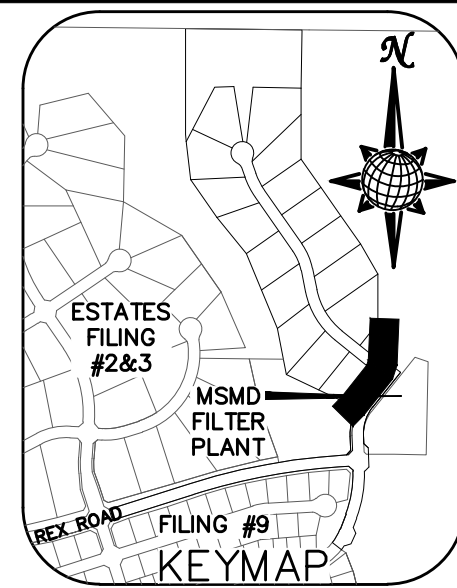 N
ESTATES
FILING
#2&3
MSMD
FILTER
PLANT
REX ROAD
FILING #9
KEYMAP